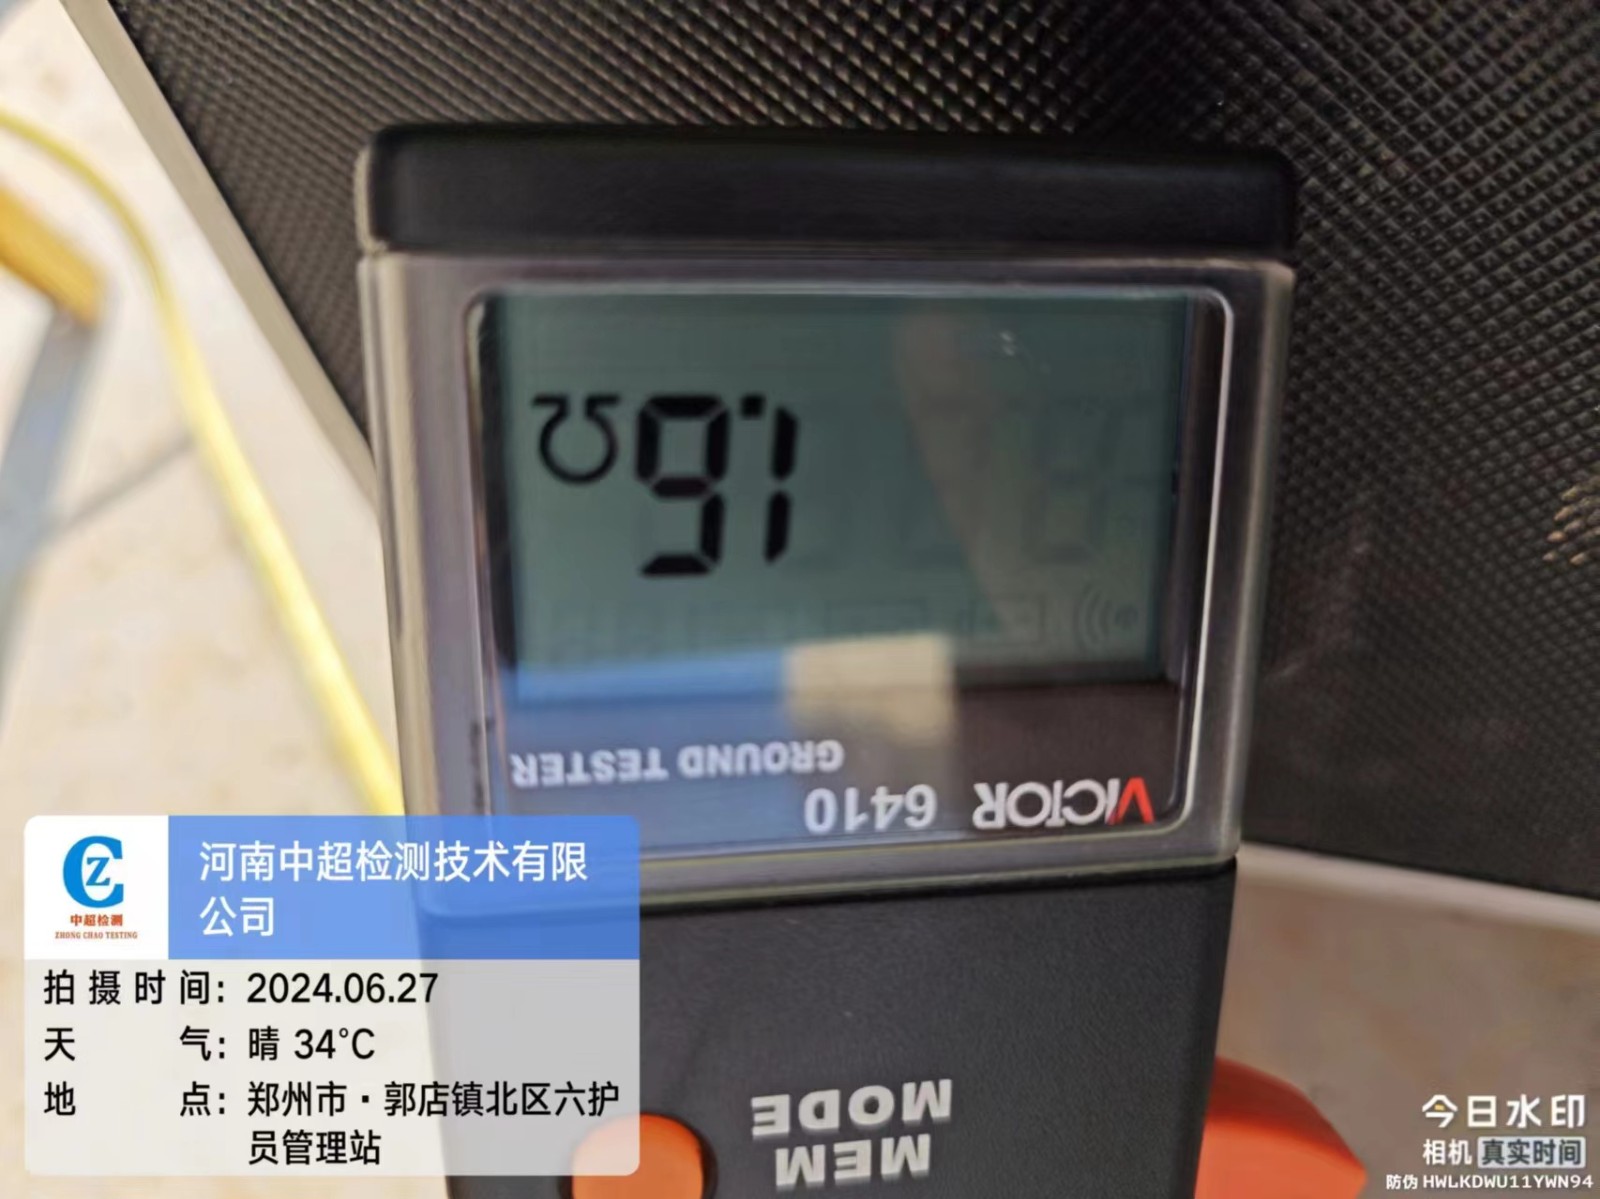 MEM
MODE
VICTOR 6410
GROUND TESTER
1.6Ω
中超检测
ZHONG CHAO TESTING
河南中超检测技术有限
公司
拍摄时间：2024.06.27
天气：晴 34°C
地点：郑州市·郭店镇北区六护
员管理站
今日水印
相机 真实时间
防伪 HWLKDWU11YWN94